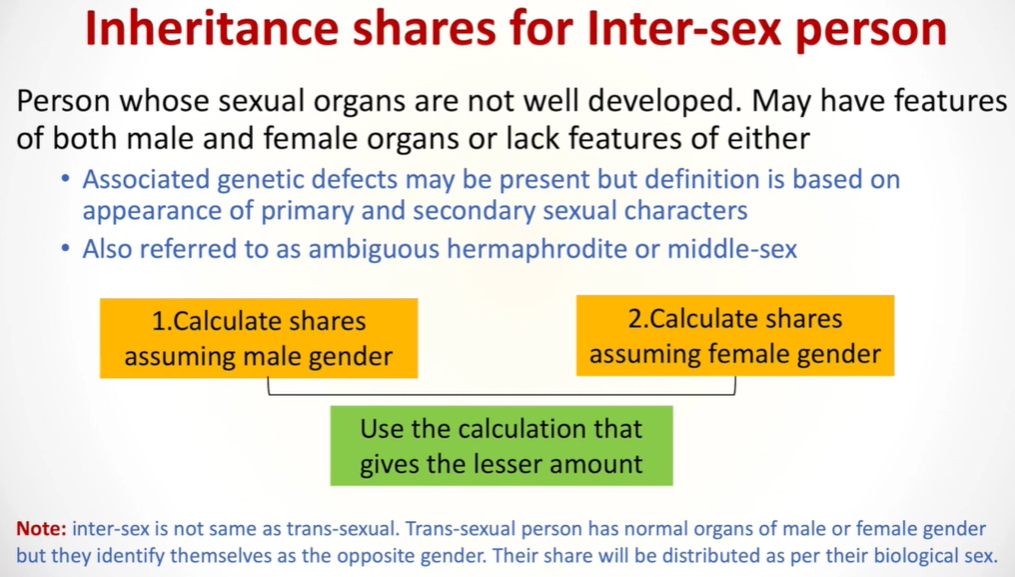 Inheritance shares for Inter-sex person
Person whose sexual organs are not well developed. May have features
of both male and female organs or lack features of either
• Associated genetic defects may be present but definition is based on
appearance of primary and secondary sexual characters
• Also referred to as ambiguous hermaphrodite or middle-sex
1.Calculate shares
assuming male gender
2.Calculate shares
assuming female gender
Use the calculation that
gives the lesser amount
Note: inter-sex is not same as trans-sexual. Trans-sexual person has normal organs of male or female gender
but they identify themselves as the opposite gender. Their share will be distributed as per their biological sex.